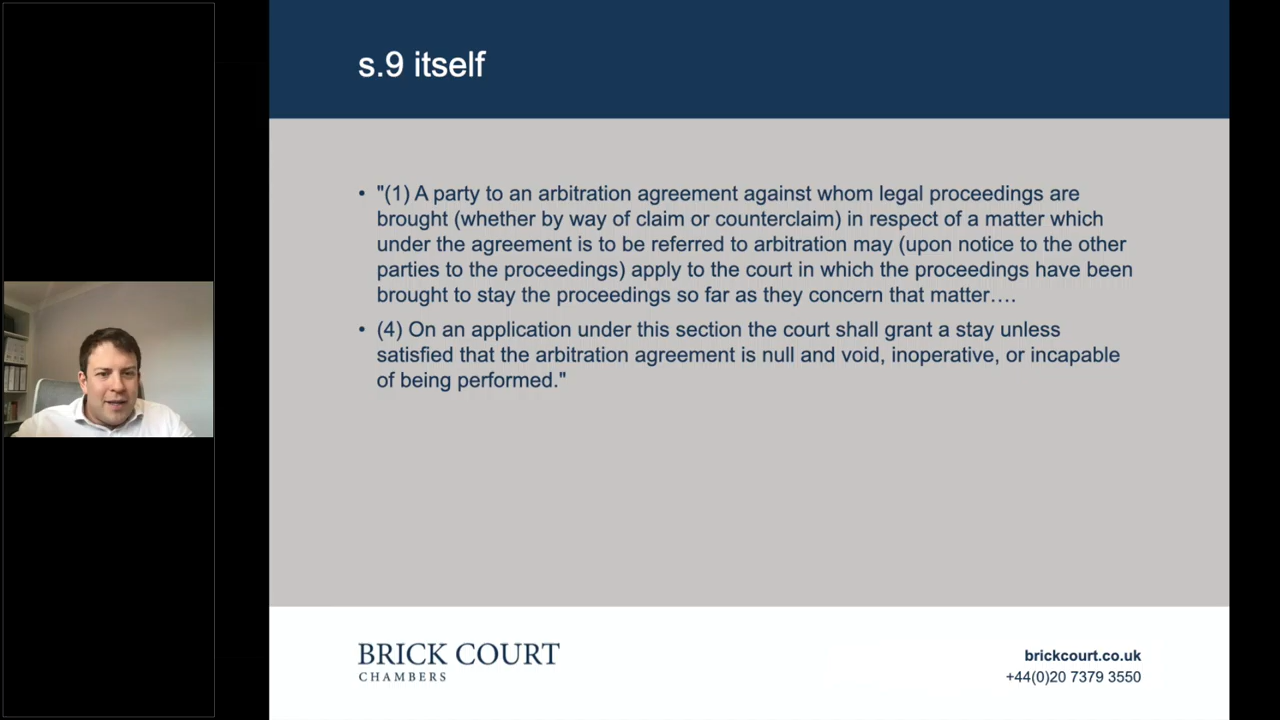 s.9 itself
• "(1) A party to an arbitration agreement against whom legal proceedings are
brought (whether by way of claim or counterclaim) in respect of a matter which
under the agreement is to be referred to arbitration may (upon notice to the other
parties to the proceedings) apply to the court in which the proceedings have been
brought to stay the proceedings so far as they concern that matter….
• (4) On an application under this section the court shall grant a stay unless
satisfied that the arbitration agreement is null and void, inoperative, or incapable
of being performed."
BRICK COURT
CHAMBERS
brickcourt.co.uk
+44(0)20 7379 3550